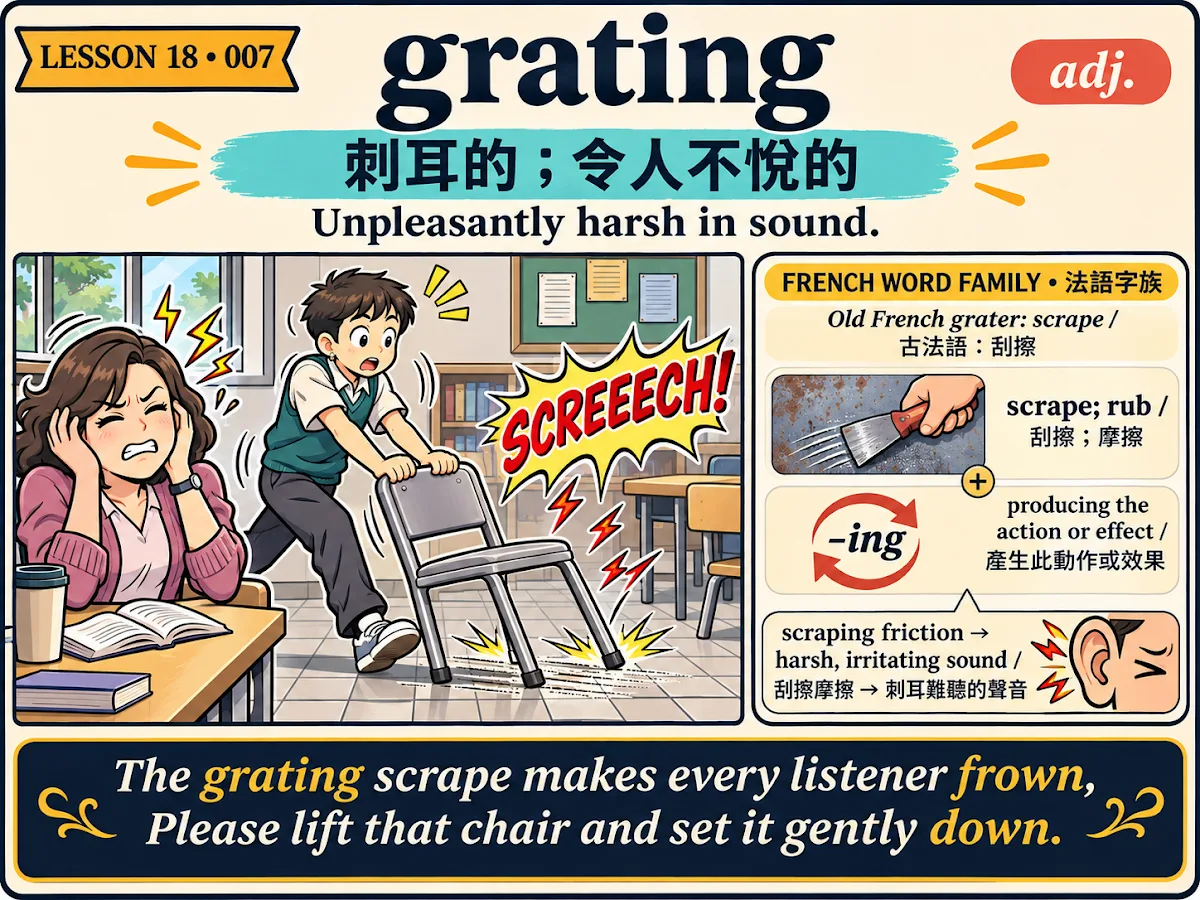 LESSON 18 • 007
grating
adj.
刺耳的；令人不悅的
Unpleasantly harsh in sound.
SCREEECH!
FRENCH WORD FAMILY • 法語字族
Old French grater: scrape /
古法語：刮擦
scrape; rub /
刮擦；摩擦
+
-ing
producing the
action or effect /
產生此動作或效果
scraping friction →
harsh, irritating sound /
刮擦摩擦 → 刺耳難聽的聲音
The grating scrape makes every listener frown,
Please lift that chair and set it gently down.